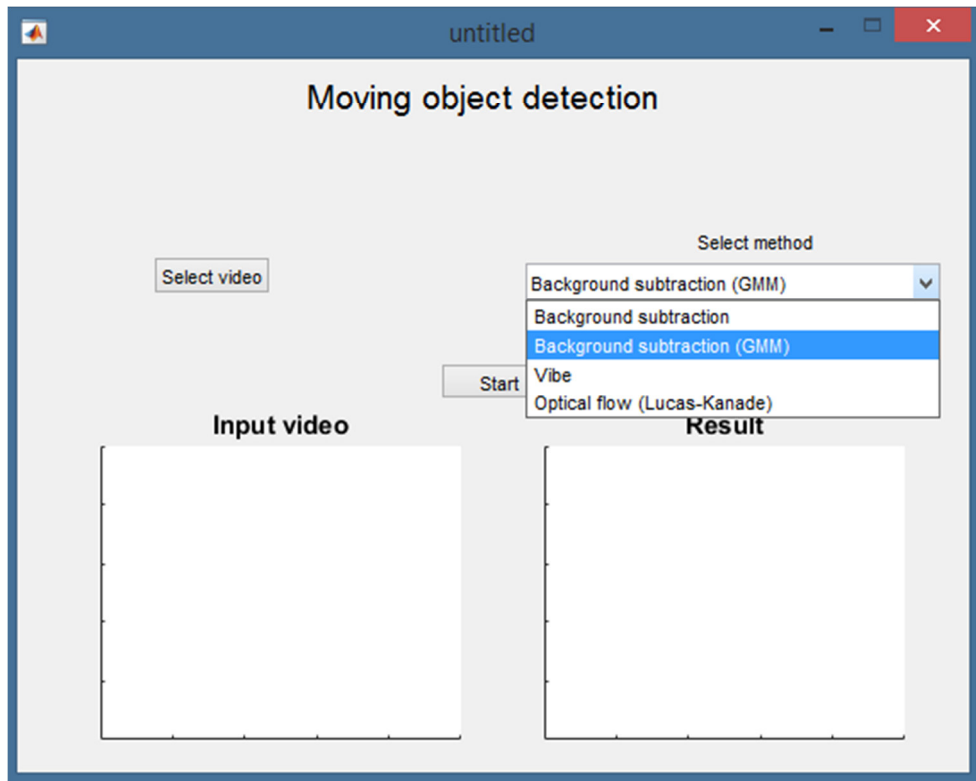 untitled
Moving object detection
Select method
Select video
Background subtraction (GMM)
Background subtraction
Background subtraction (GMM)
Vibe
Optical flow (Lucas-Kanade)
Start
Input video
Result